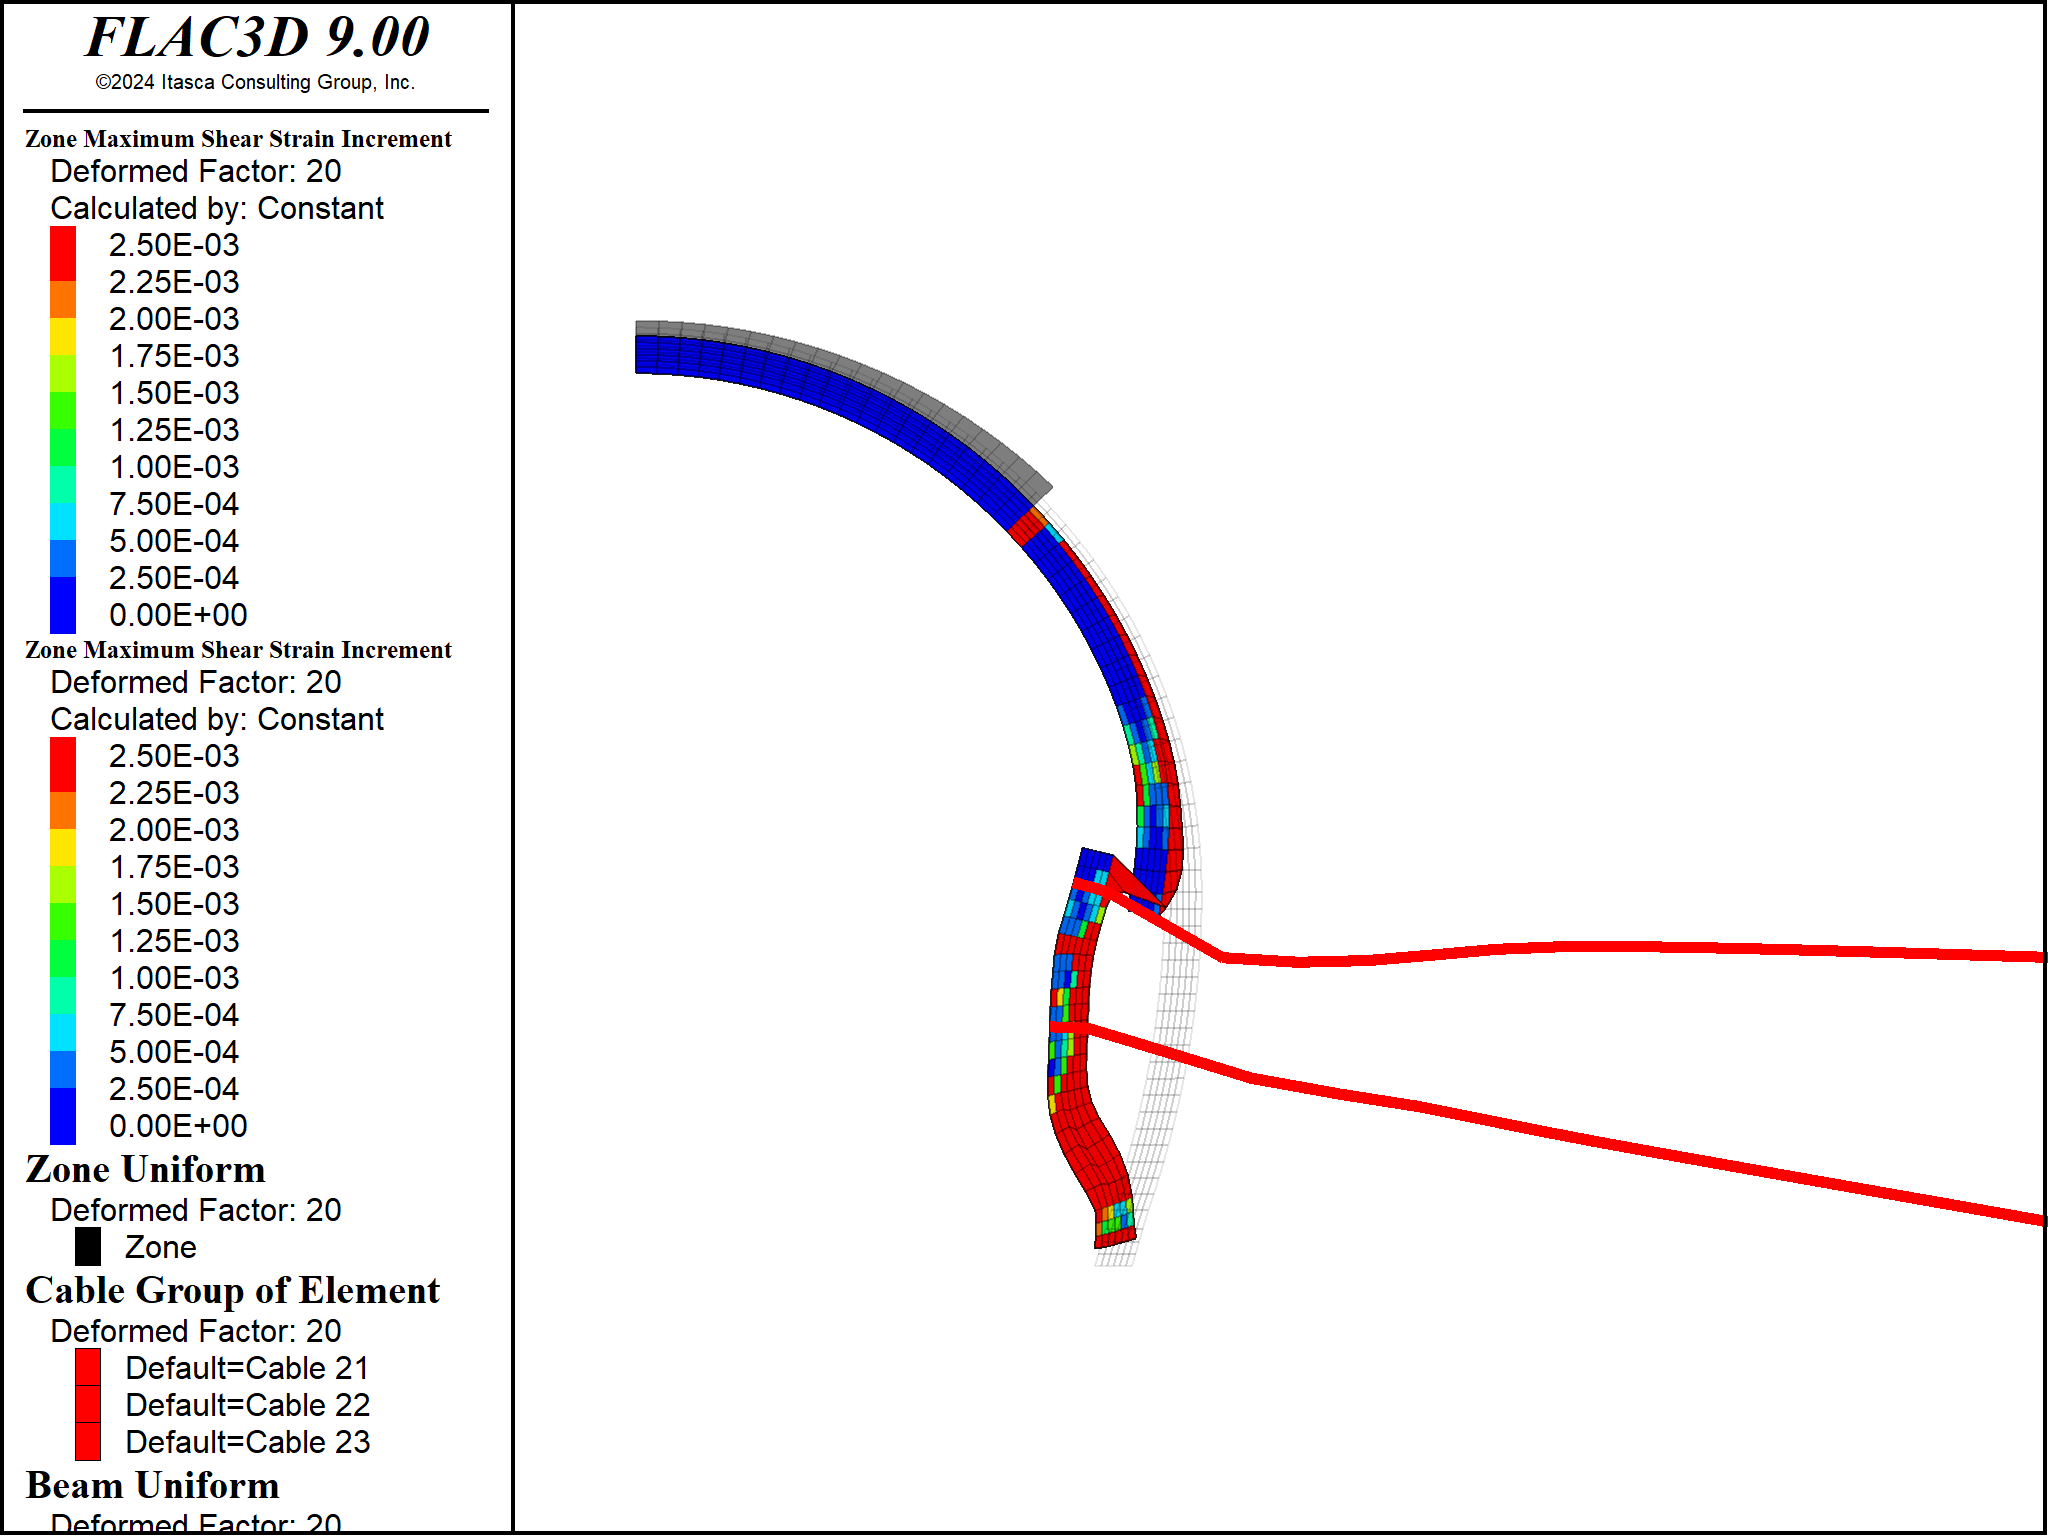 FLAC3D 9.00
©2024 Itasca Consulting Group, Inc.
Zone Maximum Shear Strain Increment
Deformed Factor: 20
Calculated by: Constant
2.50E-03
2.25E-03
2.00E-03
1.75E-03
1.50E-03
1.25E-03
1.00E-03
7.50E-04
5.00E-04
2.50E-04
0.00E+00
Zone Maximum Shear Strain Increment
Deformed Factor: 20
Calculated by: Constant
2.50E-03
2.25E-03
2.00E-03
1.75E-03
1.50E-03
1.25E-03
1.00E-03
7.50E-04
5.00E-04
2.50E-04
0.00E+00
Zone Uniform
Deformed Factor: 20
Zone
Cable Group of Element
Deformed Factor: 20
Default=Cable 21
Default=Cable 22
Default=Cable 23
Beam Uniform
Deformed Factor: 20